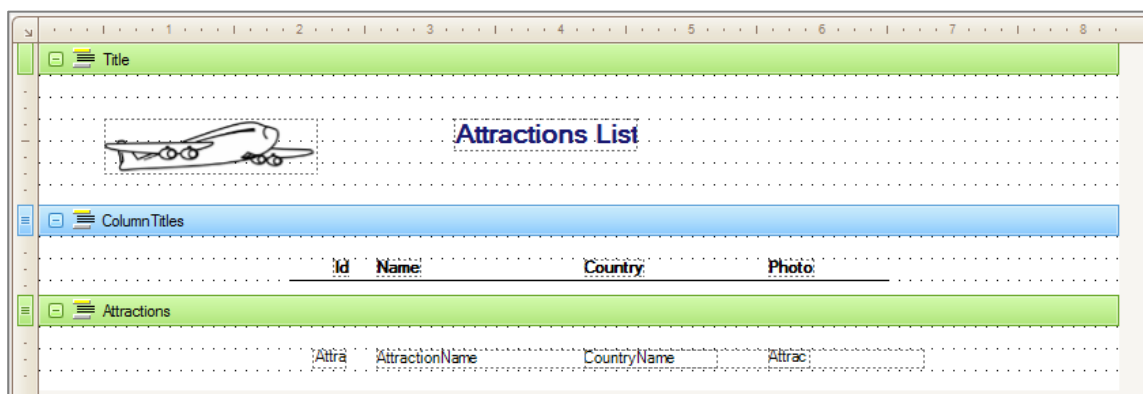 1 2 3 4 5 6 7 8
Title
Attractions List
ColumnTitles
Id Name Country Photo
Attractions
Attra AttractionName CountryName Attrac